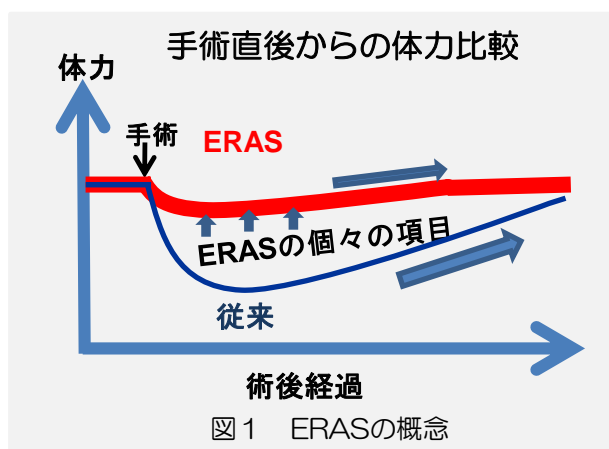 手術直後からの体力比較
体力
手術
ERAS
ERASの個々の項目
従来
術後経過
図1 ERASの概念